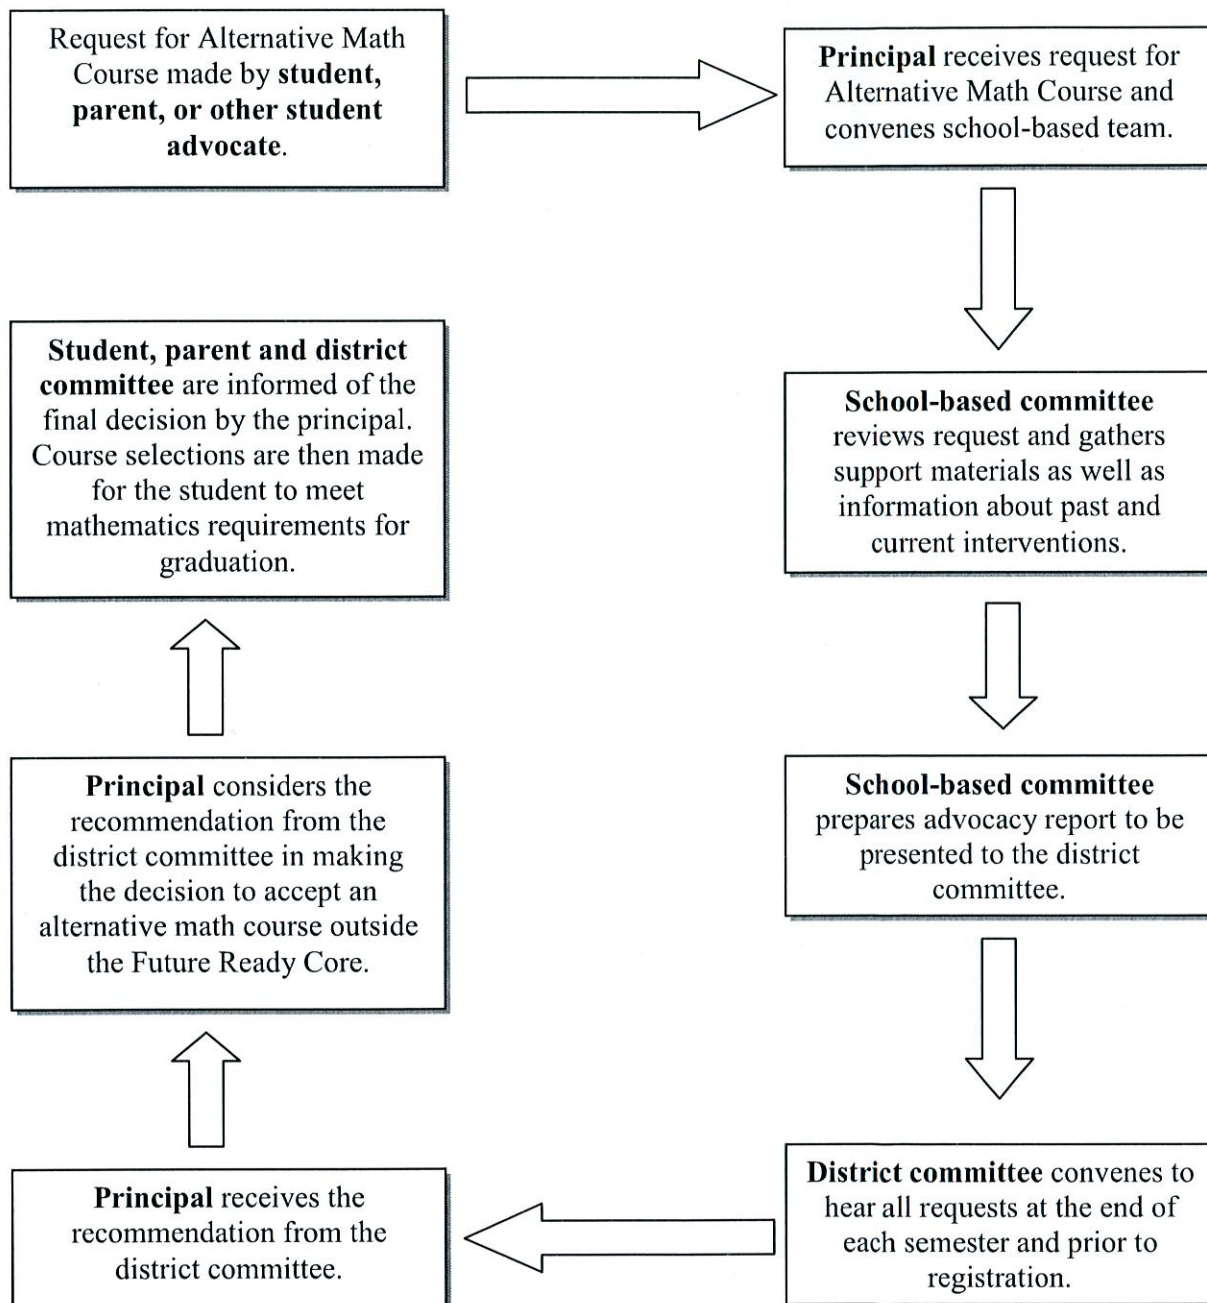 Request for Alternative Math
Course made by student,
parent, or other student
advocate.
Principal receives request for
Alternative Math Course and
convenes school-based team.
School-based committee
reviews request and gathers
support materials as well as
information about past and
current interventions.
School-based committee
prepares advocacy report to be
presented to the district
committee.
District committee convenes to
hear all requests at the end of
each semester and prior to
registration.
Principal receives the
recommendation from the
district committee.
Principal considers the
recommendation from the
district committee in making
the decision to accept an
alternative math course outside
the Future Ready Core.
Student, parent and district
committee are informed of the
final decision by the principal.
Course selections are then made
for the student to meet
mathematics requirements for
graduation.